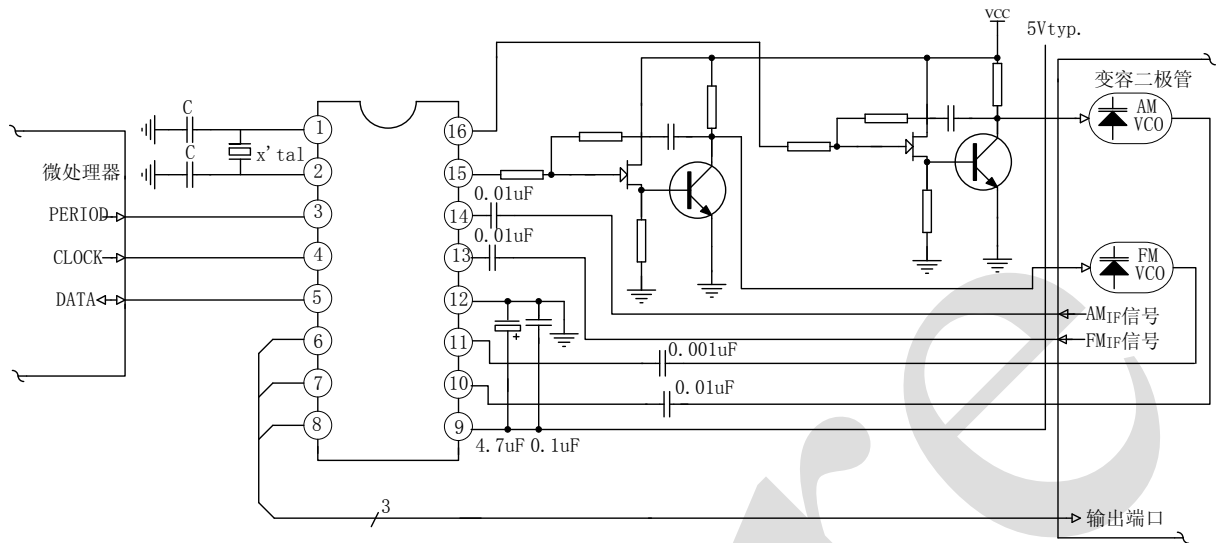 VCC
5Vtyp.
变容二极管
AM
VCO
C
1
16
x'tal
C
微处理器
2
15
0.01uF
PERIOD
3
14
0.01uF
CLOCK
4
13
FM
VCO
DATA
5
12
AMIF信号
6
11
0.001uF
FMIF信号
7
10
0.01uF
8
9
4.7uF
0.1uF
+
3
输出端口
re